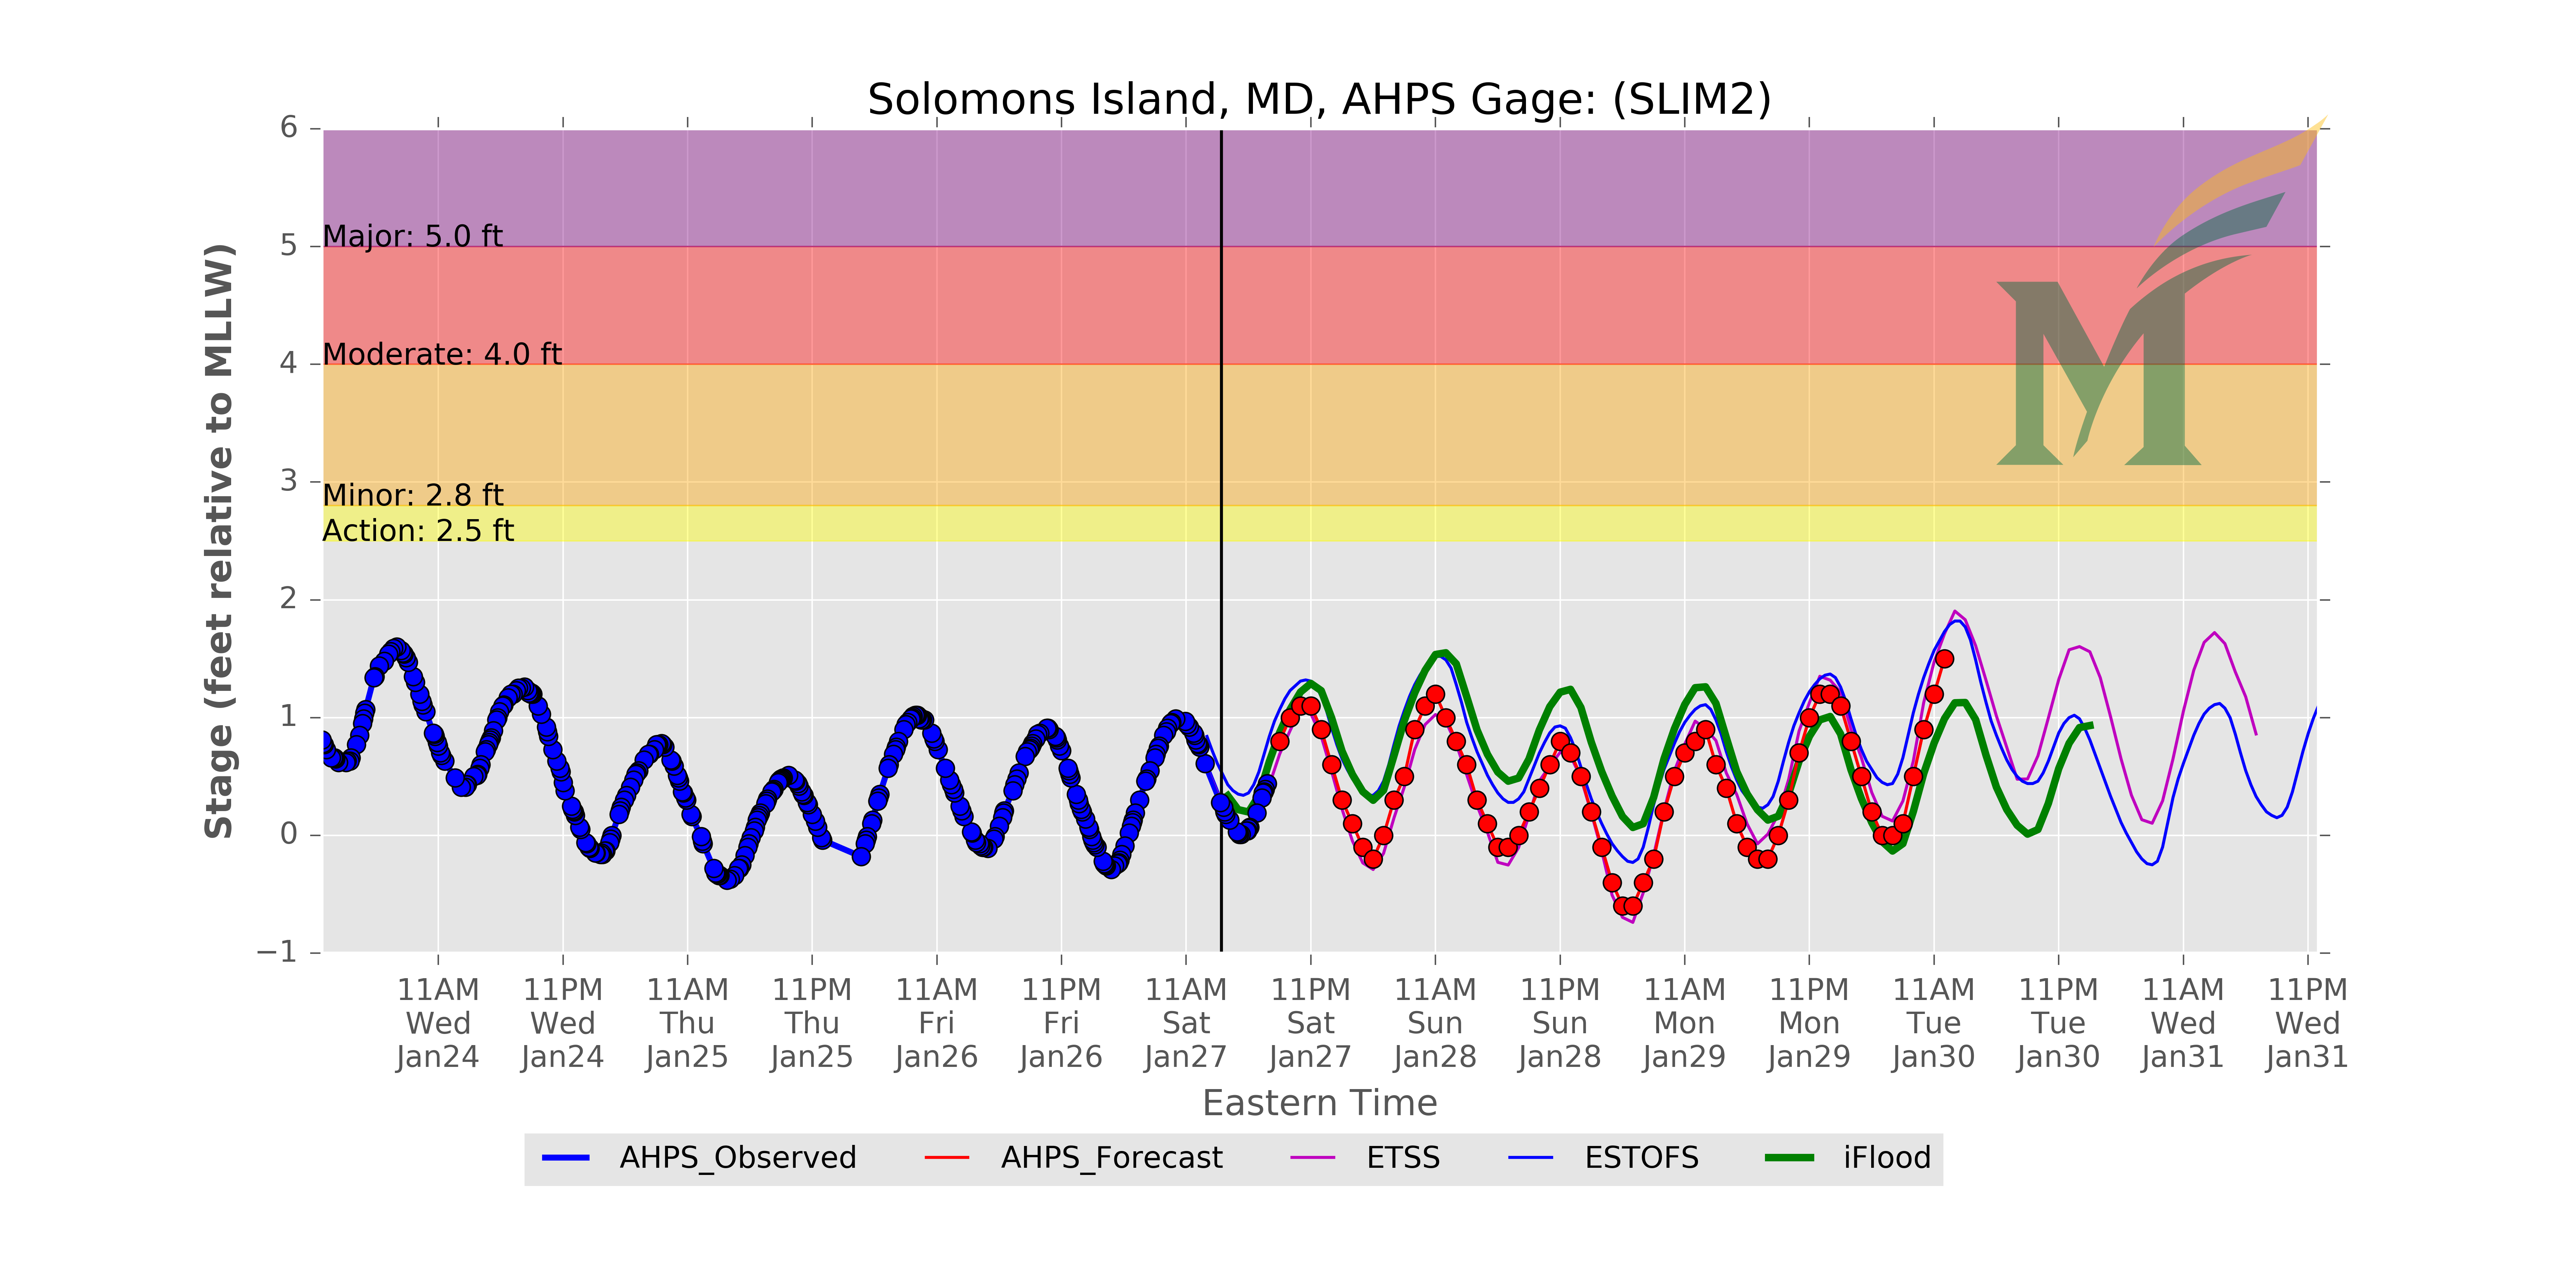 Solomons Island, MD, AHPS Gage: (SLIM2)
Stage (feet relative to MLLW)
6
5
4
3
2
1
0
−1
Major: 5.0 ft
Moderate: 4.0 ft
Minor: 2.8 ft
Action: 2.5 ft
11AM 11PM 11AM 11PM 11AM 11PM 11AM 11PM 11AM 11PM 11AM 11PM 11AM 11PM 11AM 11PM
Wed Wed Thu Thu Fri Fri Sat Sat Sun Sun Mon Mon Tue Tue Wed Wed
Jan24 Jan24 Jan25 Jan25 Jan26 Jan26 Jan27 Jan27 Jan28 Jan28 Jan29 Jan29 Jan30 Jan30 Jan31 Jan31
Eastern Time
AHPS_Observed AHPS_Forecast ETSS ESTOFS iFlood